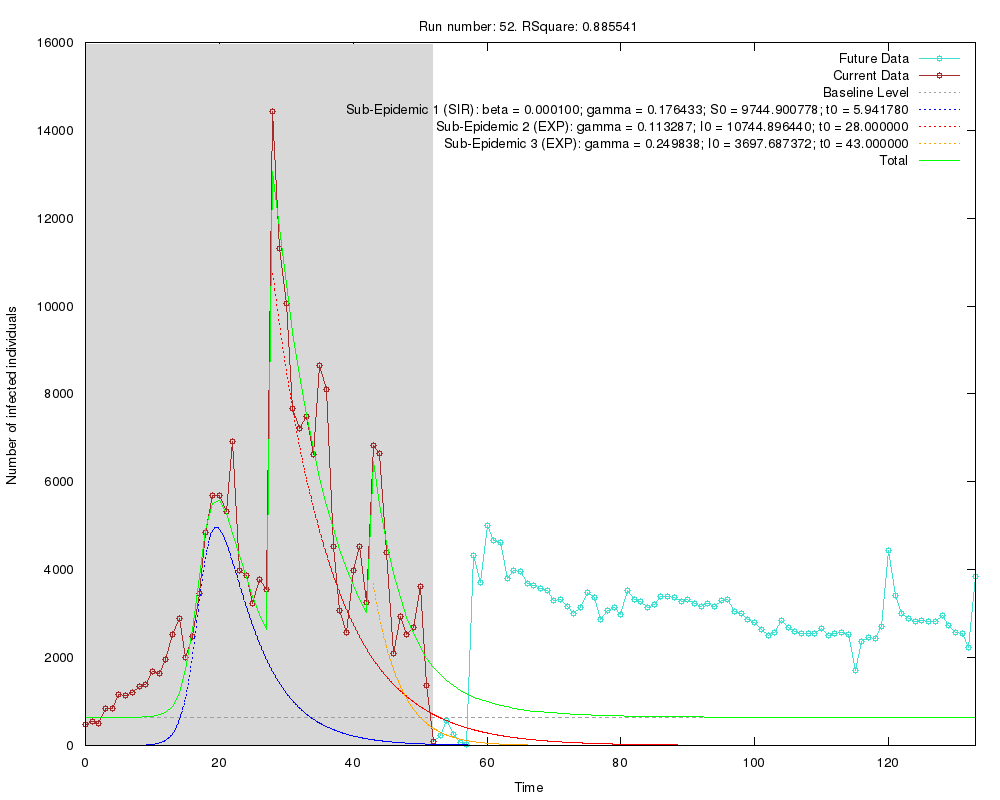 Run number: 52. RSquare: 0.885541
16000
14000
12000
10000
8000
6000
4000
2000
0
Number of infected individuals
Future Data
Current Data
Baseline Level
Sub-Epidemic 1 (SIR): beta = 0.000100; gamma = 0.176433; S0 = 9744.900778; t0 = 5.941780
Sub-Epidemic 2 (EXP): gamma = 0.113287; I0 = 10744.896440; t0 = 28.000000
Sub-Epidemic 3 (EXP): gamma = 0.249838; I0 = 3697.687372; t0 = 43.000000
Total
0 20 40 60 80 100 120
Time